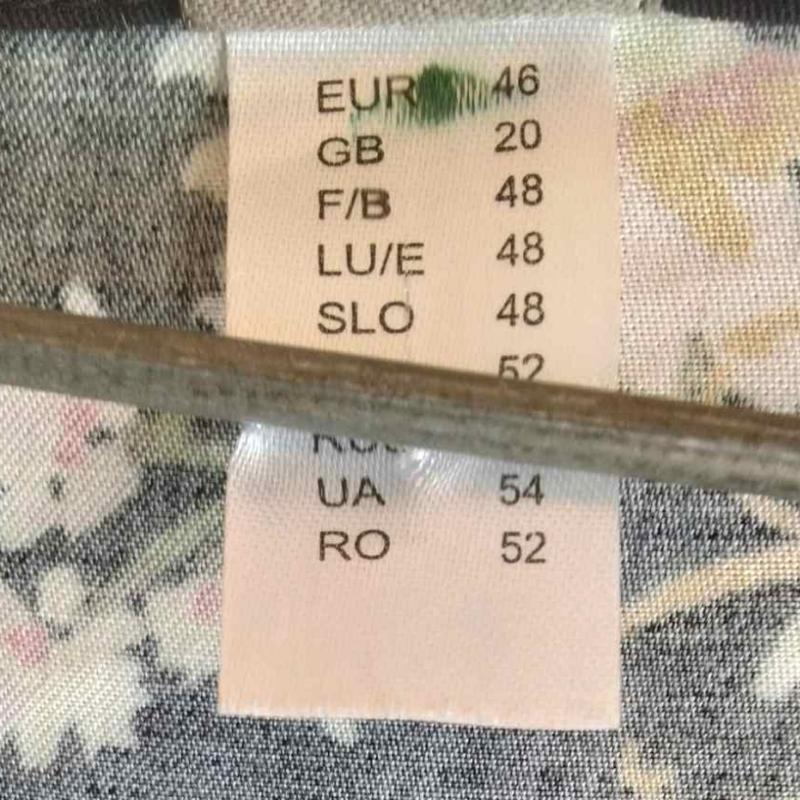 EUR 46
GB 20
F/B 48
LU/E 48
SLO 48
52
UA 54
RO 52